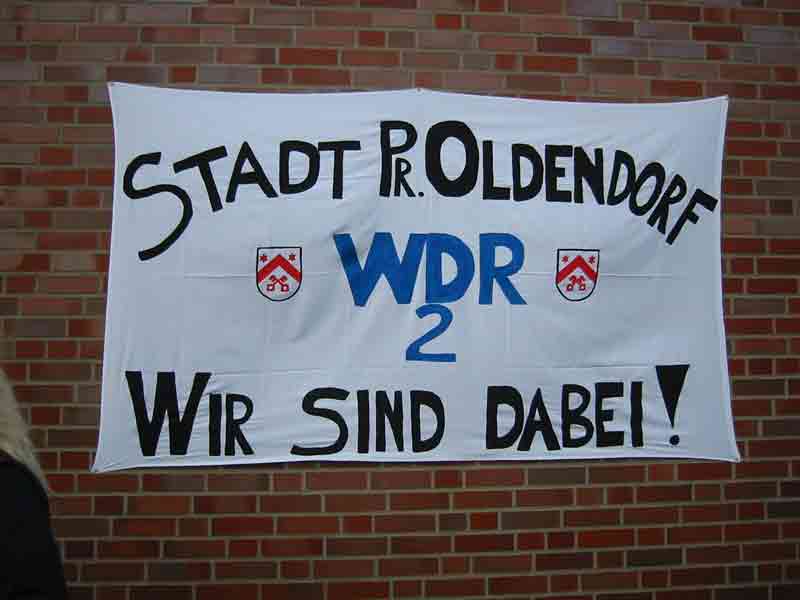 STADT PR. OLDENDORF
WDR
2
WIR SIND DABEI!